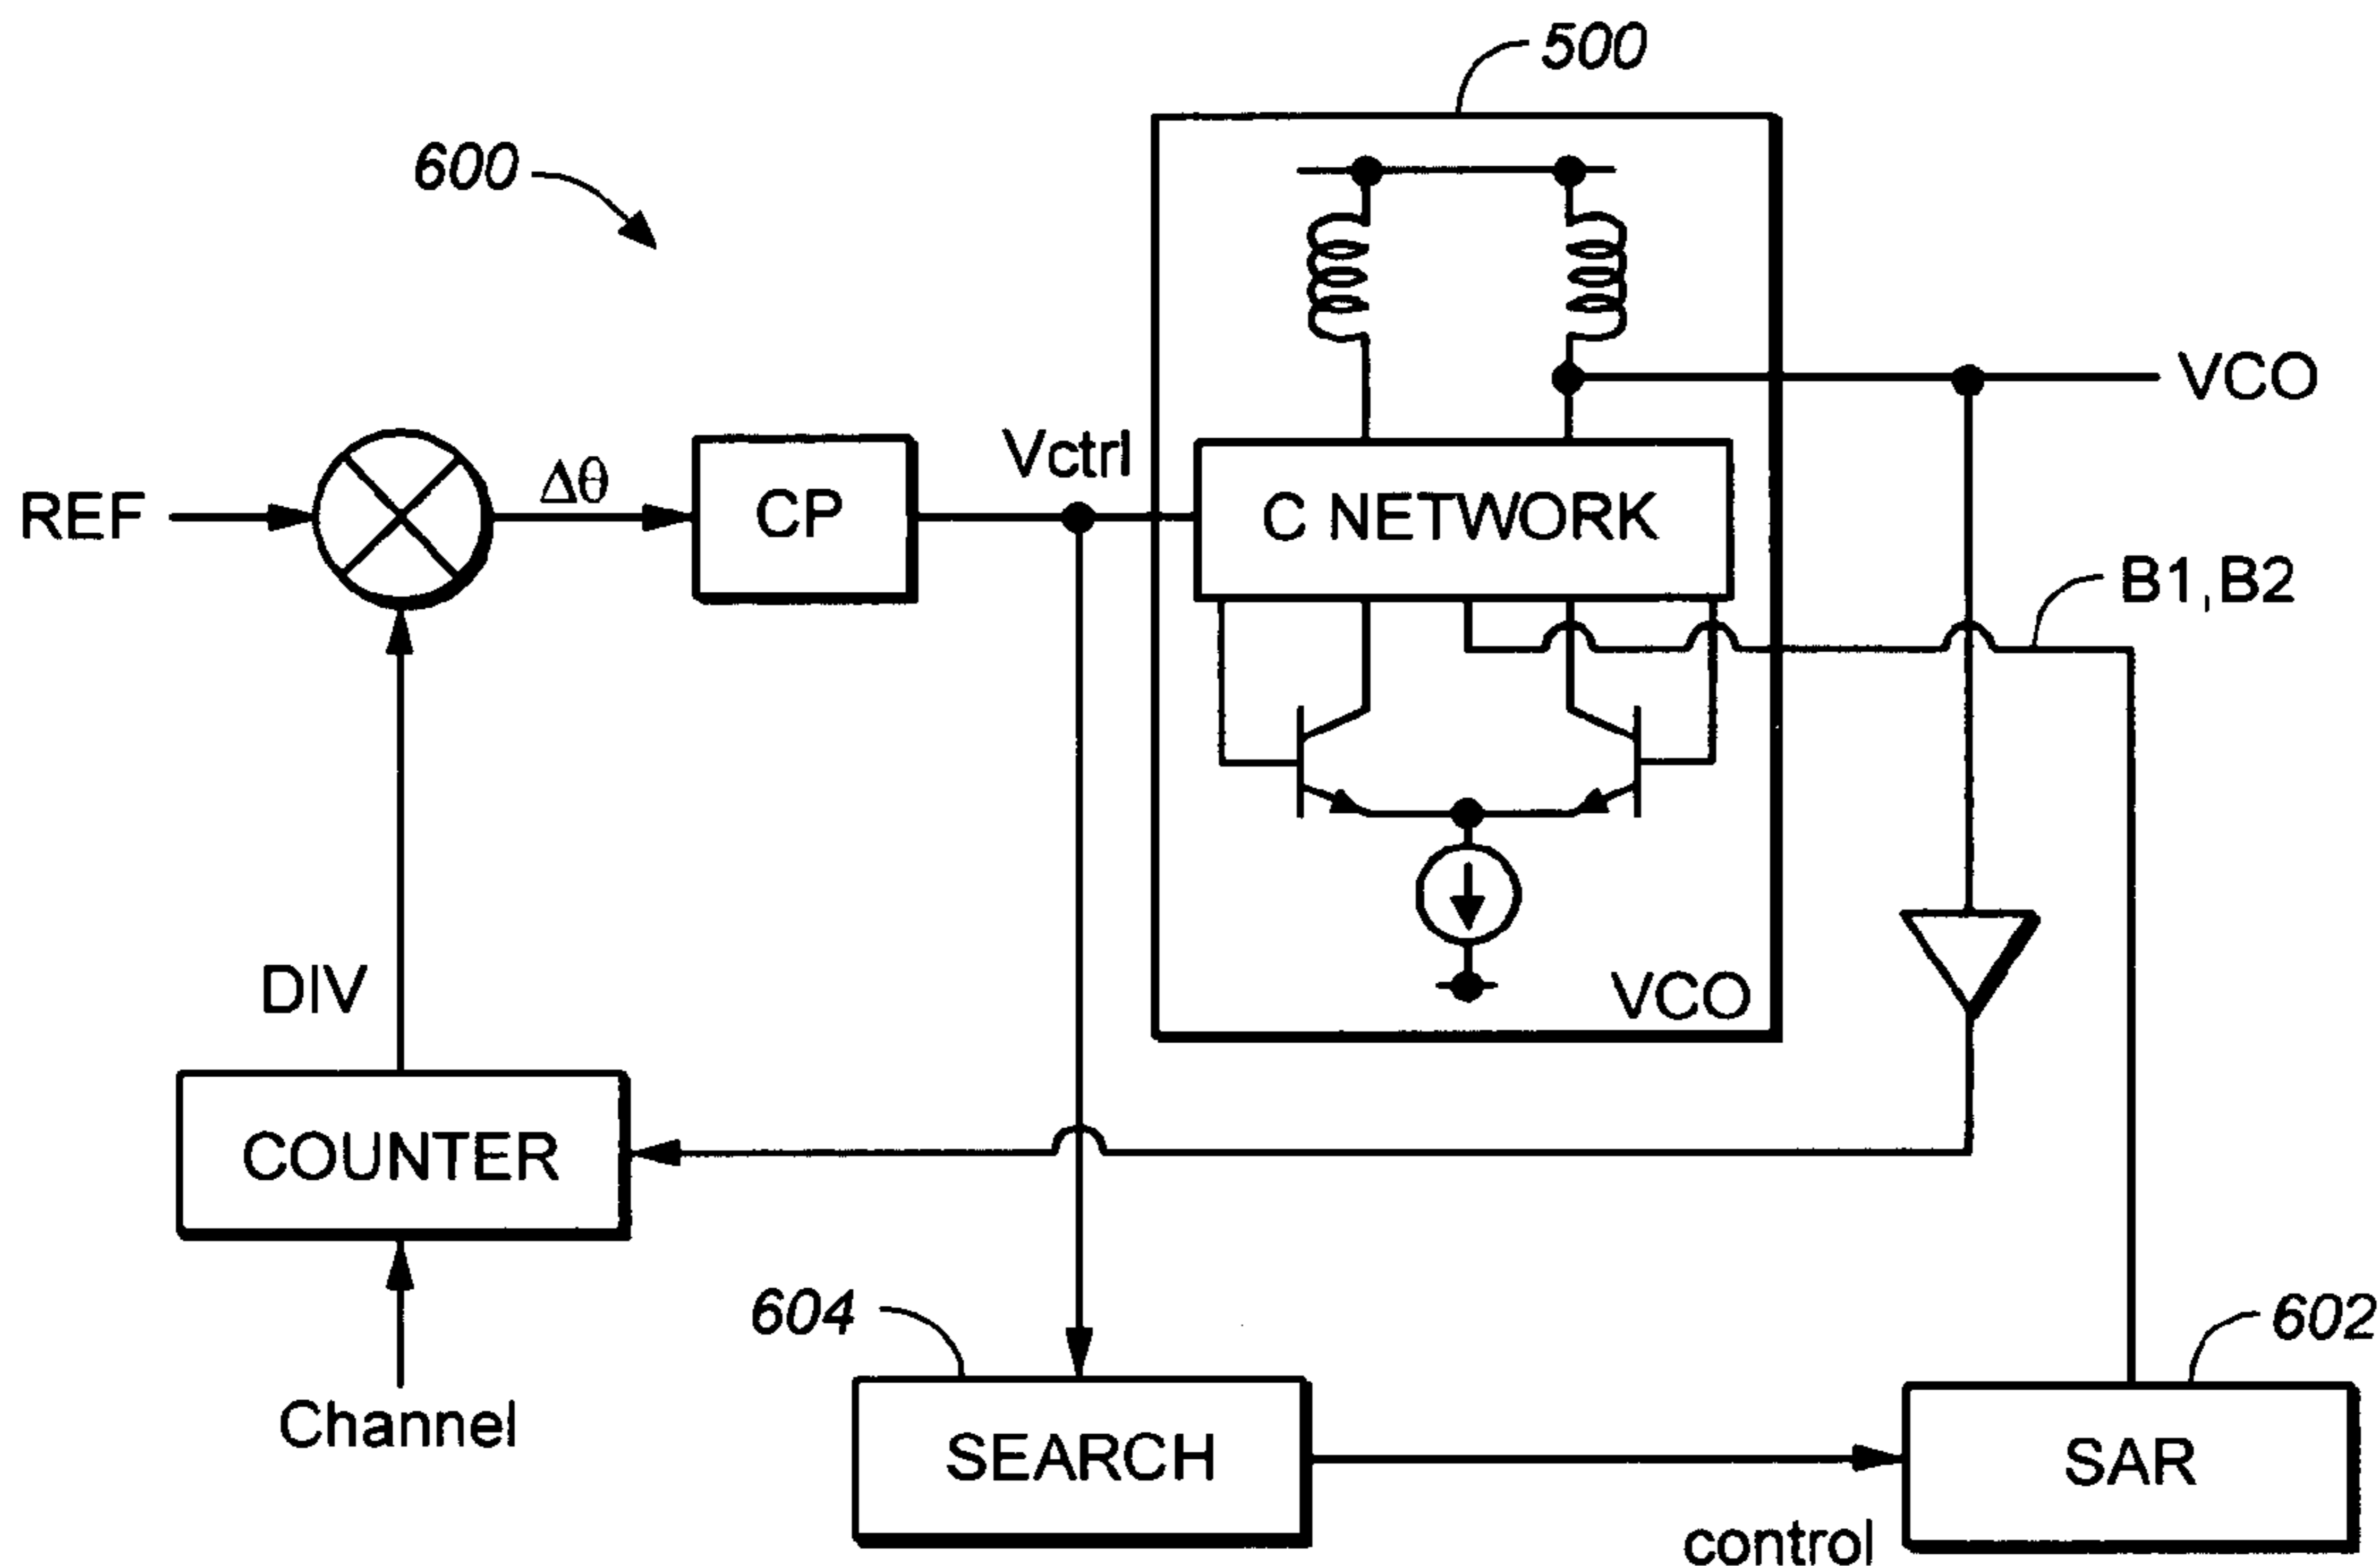 500
600
VCO
Vctrl
Δθ
REF
CP
C NETWORK
B1,B2
DIV
VCO
COUNTER
604
602
Channel
SEARCH
SAR
control